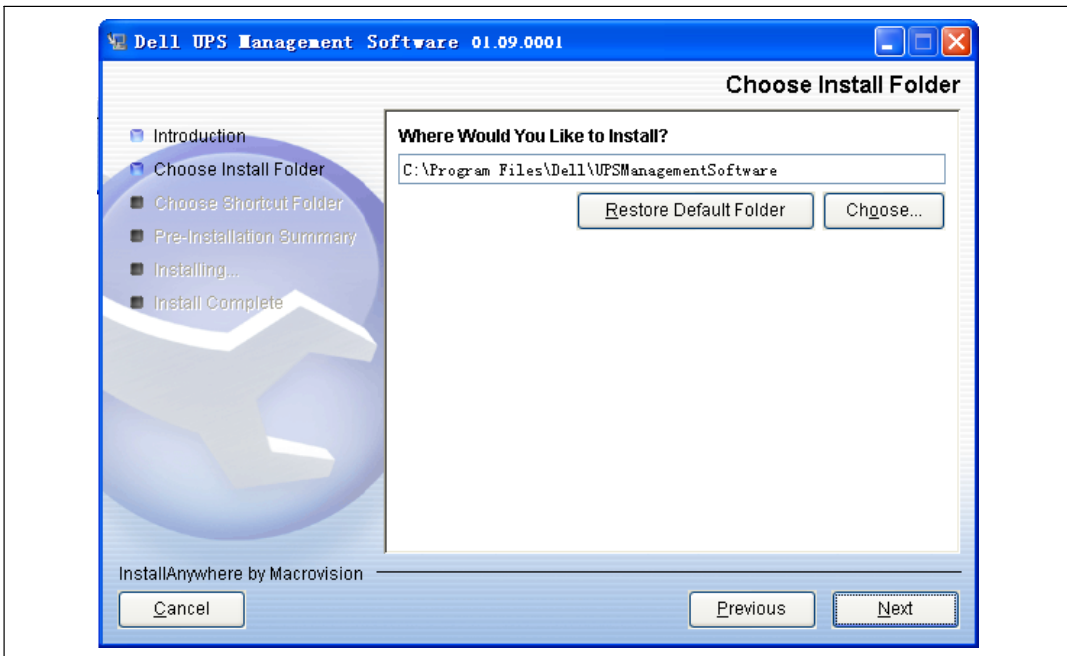 Dell UPS Management Software 01.09.0001
Choose Install Folder
Introduction
Choose Install Folder
Choose Shortcut Folder
Pre-Installation Summary
Installing...
Install Complete
Where Would You Like to Install?
C:\Program Files\Dell\UPSManagementSoftware
Restore Default Folder
Choose...
InstallAnywhere by Macrovision
Cancel
Previous
Next